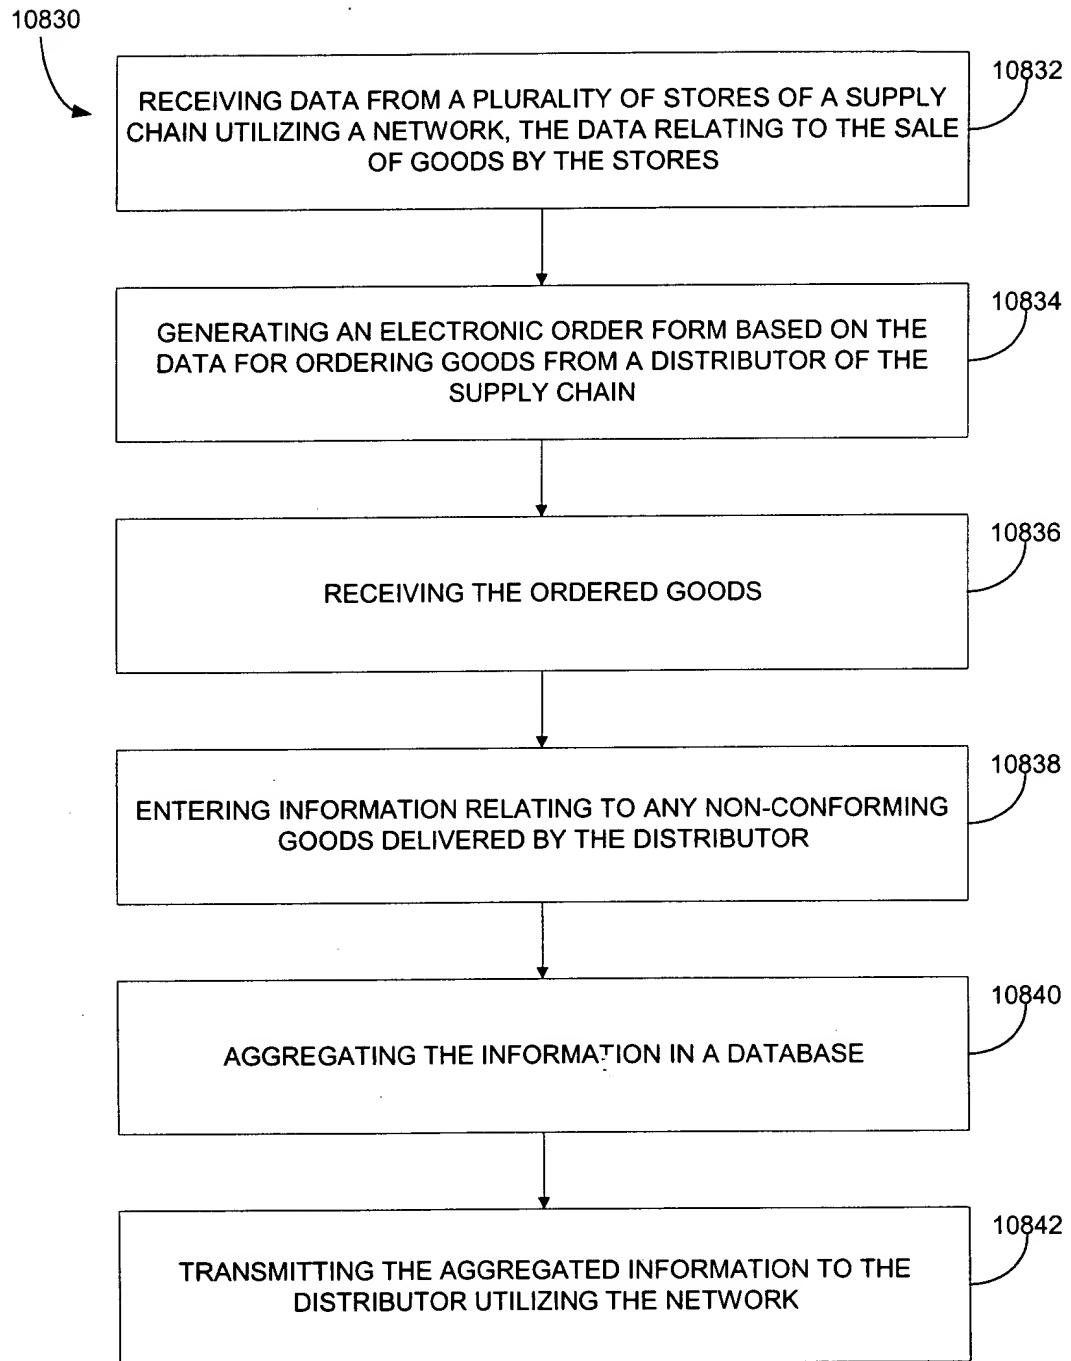 10830
10832
RECEIVING DATA FROM A PLURALITY OF STORES OF A SUPPLY
CHAIN UTILIZING A NETWORK, THE DATA RELATING TO THE SALE
OF GOODS BY THE STORES
10834
GENERATING AN ELECTRONIC ORDER FORM BASED ON THE
DATA FOR ORDERING GOODS FROM A DISTRIBUTOR OF THE
SUPPLY CHAIN
10836
RECEIVING THE ORDERED GOODS
10838
ENTERING INFORMATION RELATING TO ANY NON-CONFORMING
GOODS DELIVERED BY THE DISTRIBUTOR
10840
AGGREGATING THE INFORMATION IN A DATABASE
10842
TRANSMITTING THE AGGREGATED INFORMATION TO THE
DISTRIBUTOR UTILIZING THE NETWORK